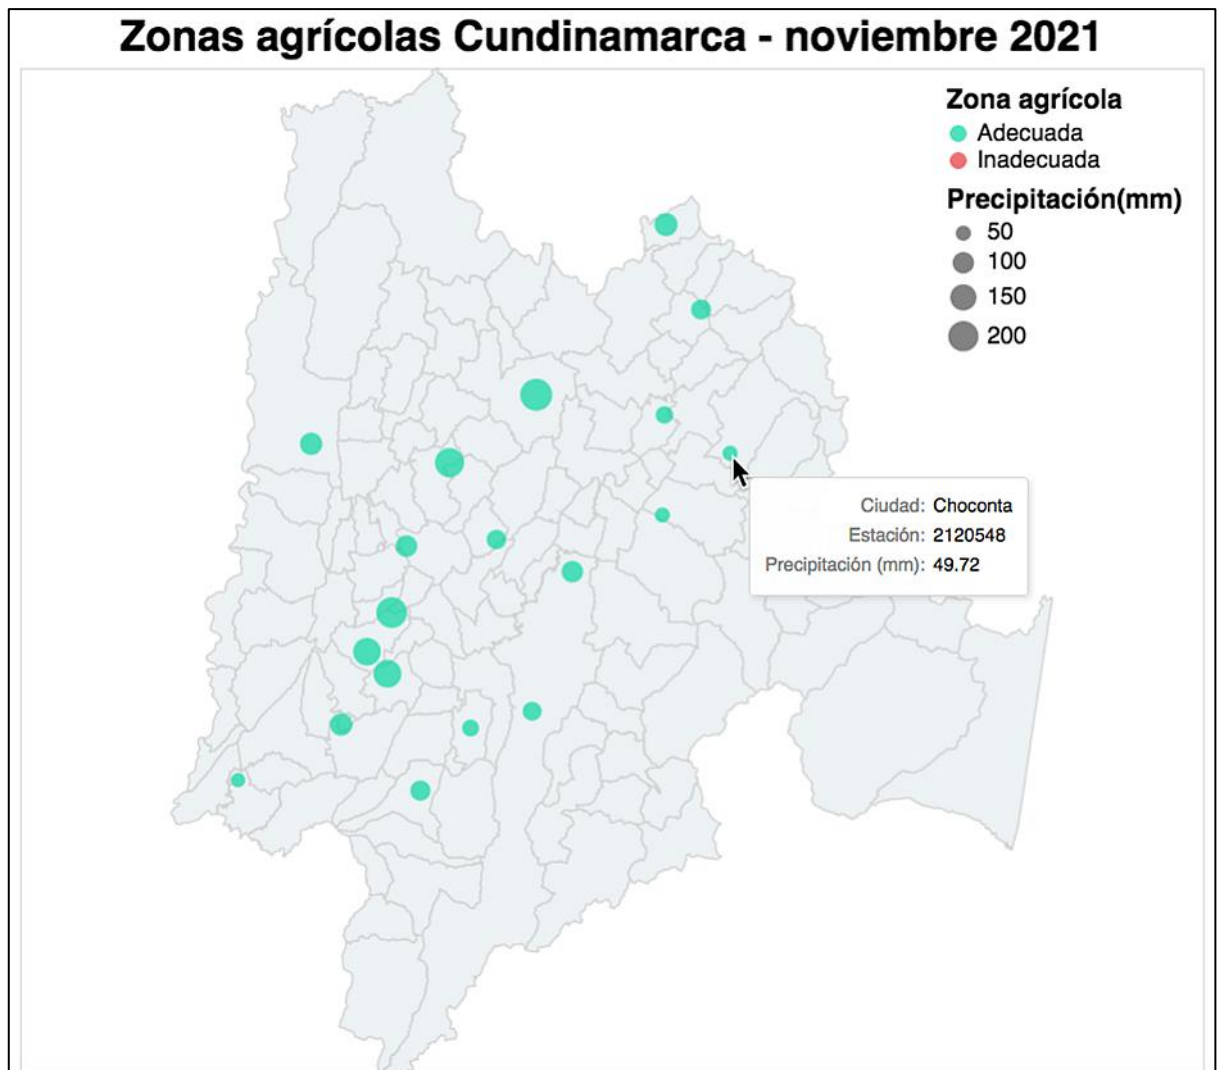 Zonas agrícolas Cundinamarca - noviembre 2021
Zona agrícola
Adecuada
Inadecuada
Precipitación(mm)
50
100
150
200
Ciudad: Choconta
Estación: 2120548
Precipitación (mm): 49.72